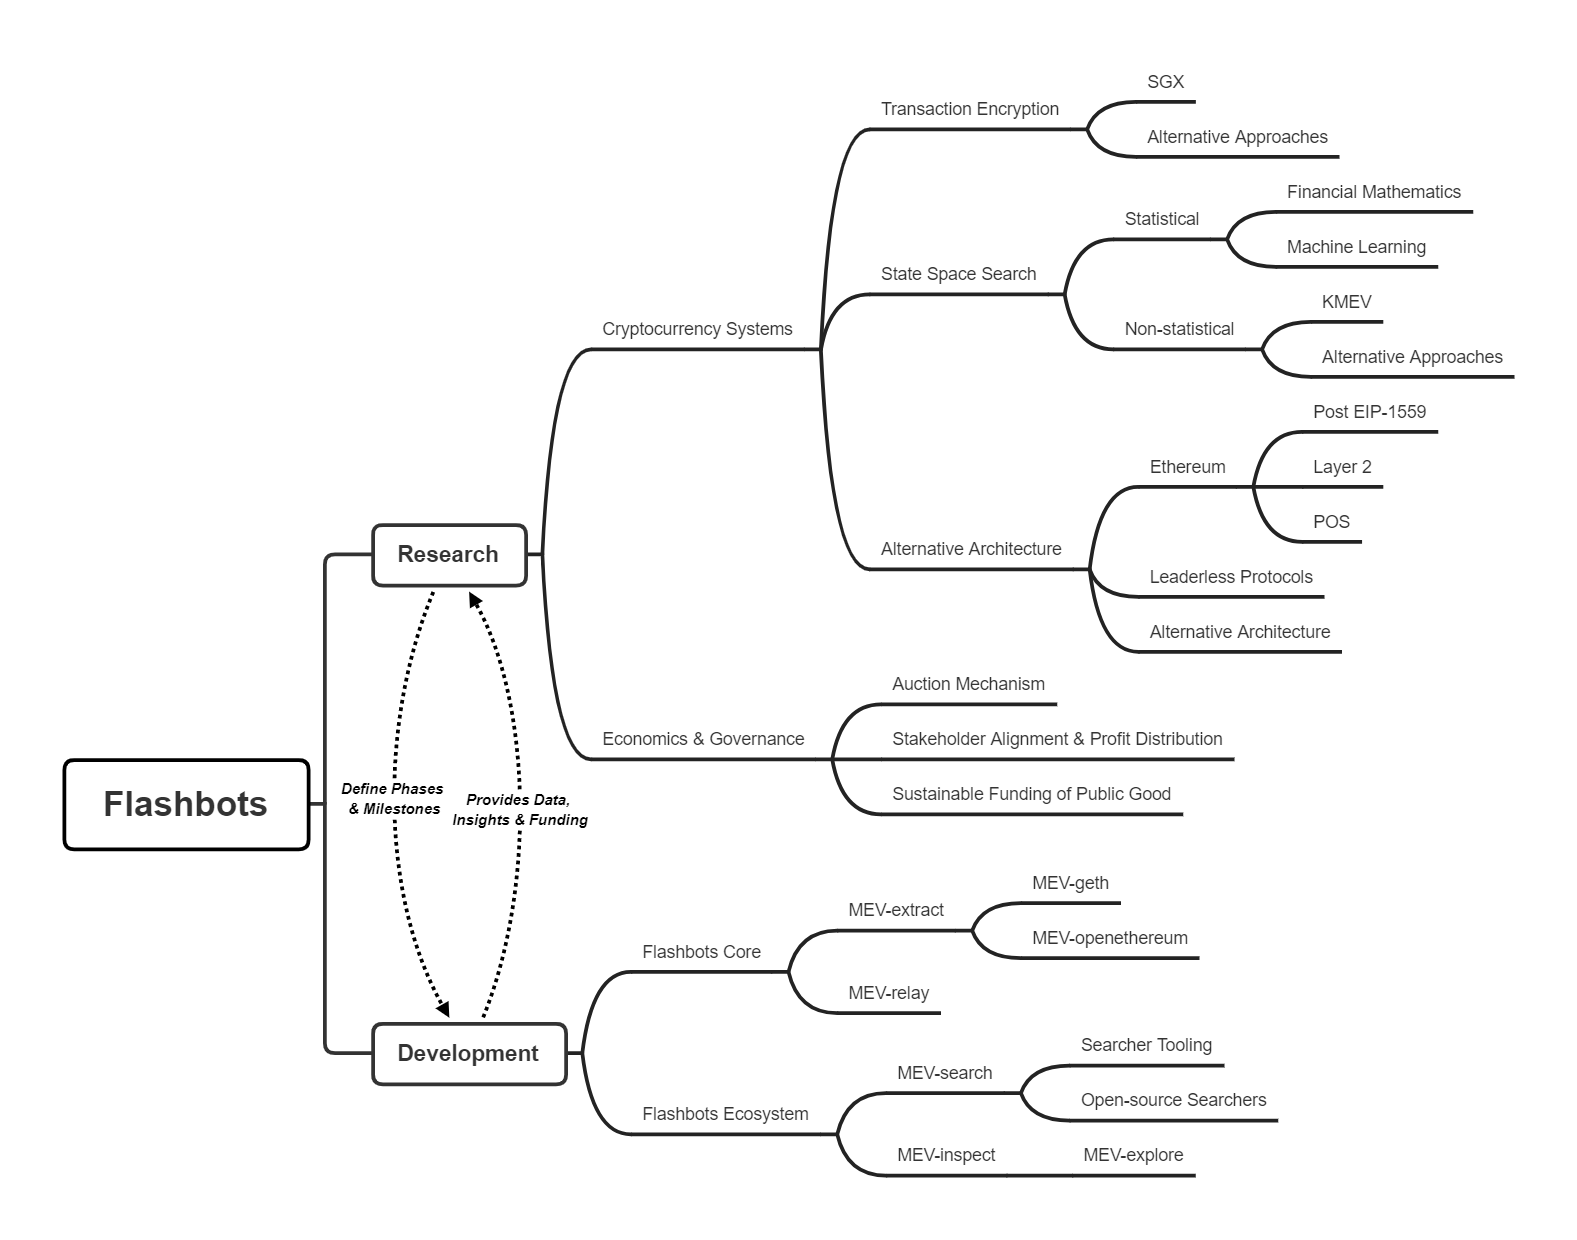 Flashbots
Research
Define Phases
& Milestones
Provides Data,
Insights & Funding
Development
Cryptocurrency Systems
Transaction Encryption
SGX
Alternative Approaches
State Space Search
Statistical
Financial Mathematics
Machine Learning
Non-statistical
KMEV
Alternative Approaches
Alternative Architecture
Ethereum
Post EIP-1559
Layer 2
POS
Leaderless Protocols
Alternative Architecture
Economics & Governance
Auction Mechanism
Stakeholder Alignment & Profit Distribution
Sustainable Funding of Public Good
Flashbots Core
MEV-extract
MEV-geth
MEV-openethereum
MEV-relay
Flashbots Ecosystem
MEV-search
Searcher Tooling
Open-source Searchers
MEV-inspect
MEV-explore